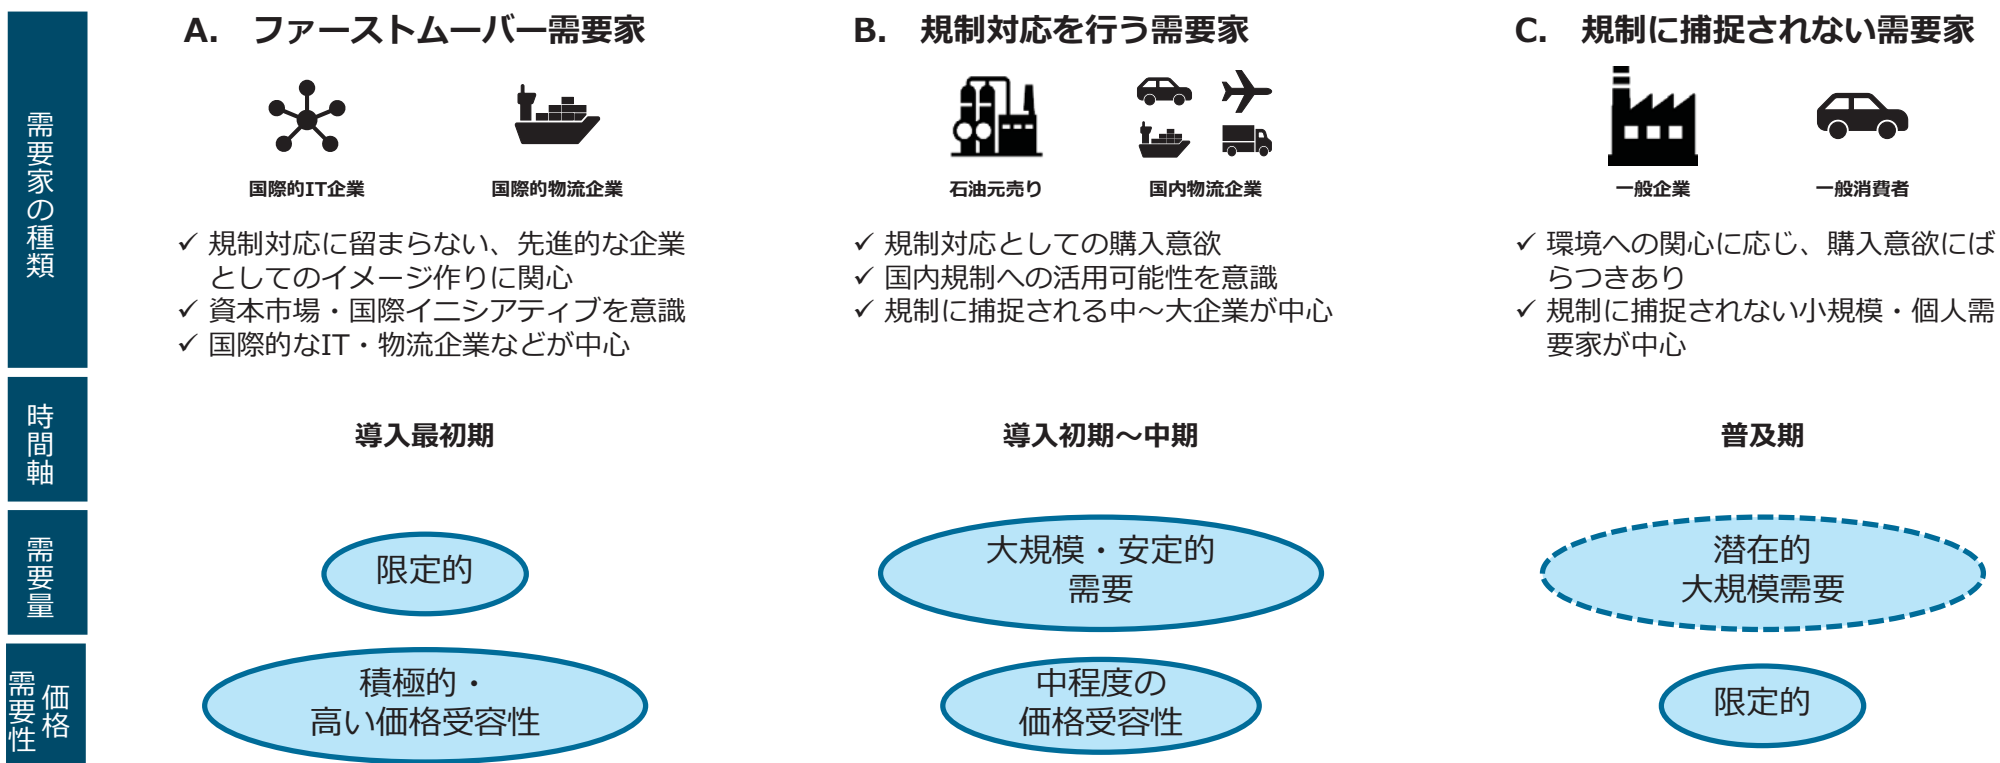 需要家の種類
A. ファーストムーバー需要家
国際的IT企業
国際的物流企業
✓ 規制対応に留まらない、先進的な企業
としてのイメージ作りに関心
✓ 資本市場・国際イニシアティブを意識
✓ 国際的なIT・物流企業などが中心
B. 規制対応を行う需要家
石油元売り
国内物流企業
✓ 規制対応としての購入意欲
✓ 国内規制への活用可能性を意識
✓ 規制に捕捉される中～大企業が中心
C. 規制に捕捉されない需要家
一般企業
一般消費者
✓ 環境への関心に応じ、購入意欲にば
らつきあり
✓ 規制に捕捉されない小規模・個人需
要家が中心
時間軸
導入最初期
導入初期～中期
普及期
需要量
限定的
大規模・安定的
需要
潜在的
大規模需要
価格
需要性
積極的・
高い価格受容性
中程度の
価格受容性
限定的